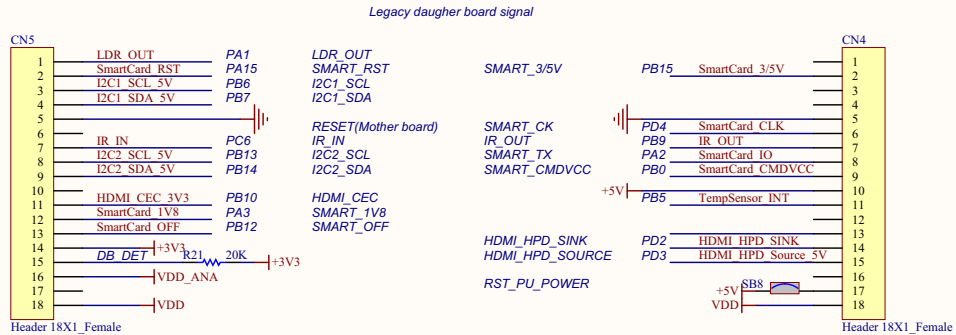 Legacy daugher board signal
CN5
CN4
1 LDR_OUT PA1 LDR_OUT 1
2 SmartCard_RST PA15 SMART_RST SMART_3/5V PB15 SmartCard_3/5V 2
3 I2C1_SCL_5V PB6 I2C1_SCL 3
4 I2C1_SDA_5V PB7 I2C1_SDA 4
5 5
6 RESET(Mother board) SMART_CK PD4 SmartCard_CLK 6
7 IR_IN PC6 IR_IN IR_OUT PB9 IR_OUT 7
8 I2C2_SCL_5V PB13 I2C2_SCL SMART_TX PA2 SmartCard_IO 8
9 I2C2_SDA_5V PB14 I2C2_SDA SMART_CMDVCC PB0 SmartCard_CMDVCC 9
10 +5V 10
11 HDMI_CEC_3V3 PB10 HDMI_CEC PB5 TempSensor_INT 11
12 SmartCard_1V8 PA3 SMART_1V8 12
13 SmartCard_OFF PB12 SMART_OFF 13
14 +3V3 HDMI_HPD_SINK PD2 HDMI_HPD_SINK 14
15 DB_DET R21 20K +3V3 HDMI_HPD_SOURCE PD3 HDMI_HPD_Source_5V 15
16 VDD_ANA 16
17 RST_PU_POWER +5V SB8 17
18 VDD VDD 18
Header 18X1_Female
Header 18X1_Female